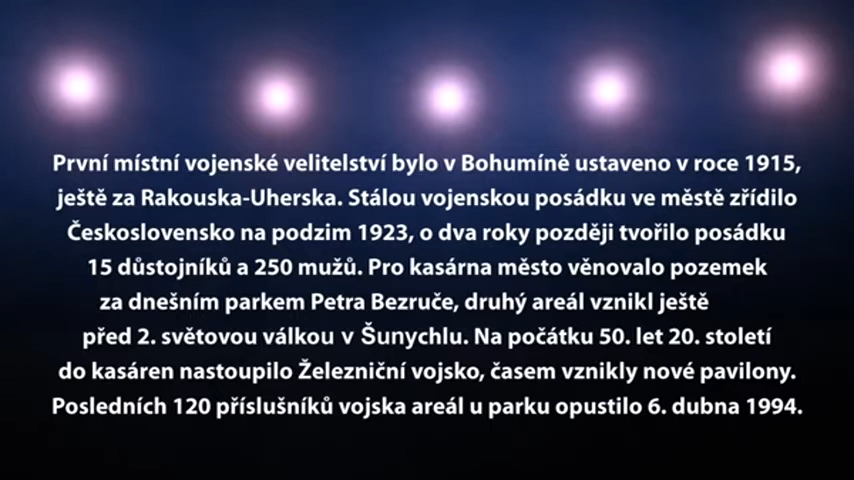 První místní vojenské velitelství bylo v Bohumíně ustaveno v roce 1915,
ještě za Rakouska-Uherska. Stálou vojenskou posádku ve městě zřídilo
Československo na podzim 1923, o dva roky později tvořilo posádku
15 důstojníků a 250 mužů. Pro kasárna město věnovalo pozemek
za dnešním parkem Petra Bezruče, druhý areál vznikl ještě
před 2. světovou válkou v Šunychlu. Na počátku 50. let 20. století
do kasáren nastoupilo Železniční vojsko, časem vznikly nové pavilony.
Posledních 120 příslušníků vojska areál u parku opustilo 6. dubna 1994.